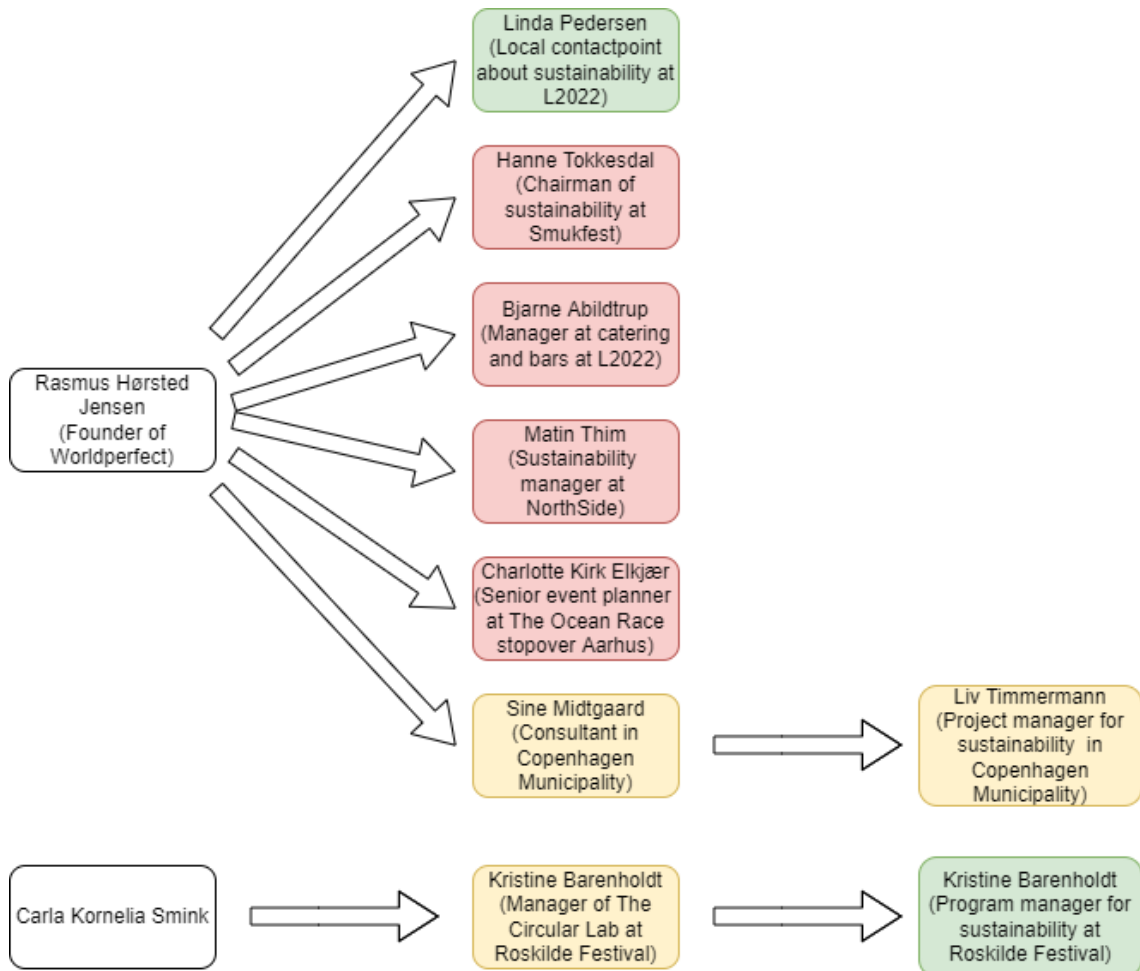 Linda Pedersen
(Local contactpoint
about sustainability at
L2022)
Hanne Tokkesdal
(Chairman of
sustainability at
Smukfest)
Bjarne Abildtrup
(Manager at catering
and bars at L2022)
Rasmus Hørsted
Jensen
(Founder of
Worldperfect)
Matin Thim
(Sustainability
manager at
NorthSide)
Charlotte Kirk Elkjær
(Senior event planner
at The Ocean Race
stopover Aarhus)
Sine Midtgaard
(Consultant in
Copenhagen
Municipality)
Liv Timmermann
(Project manager for
sustainability in
Copenhagen
Municipality)
Carla Kornelia Smink
Kristine Barenholdt
(Manager of The
Circular Lab at
Roskilde Festival)
Kristine Barenholdt
(Program manager for
sustainability at
Roskilde Festival)